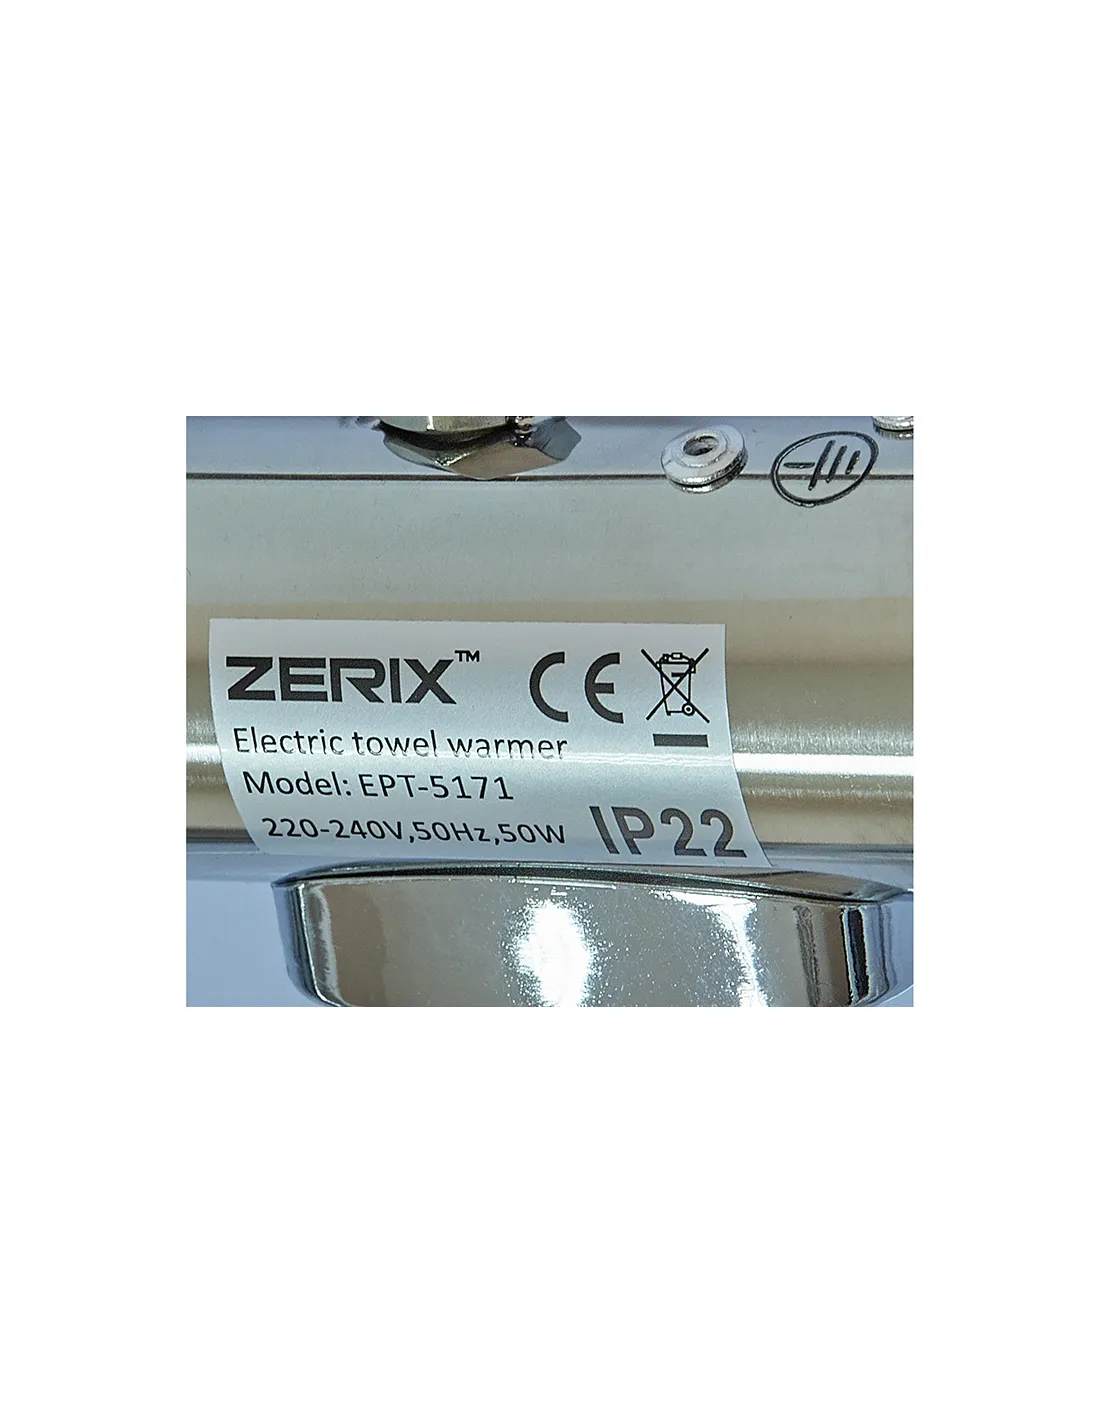 ZERIX™
CE
Electric towel warmer
Model: EPT-5171
220-240V,50Hz,50W
IP22